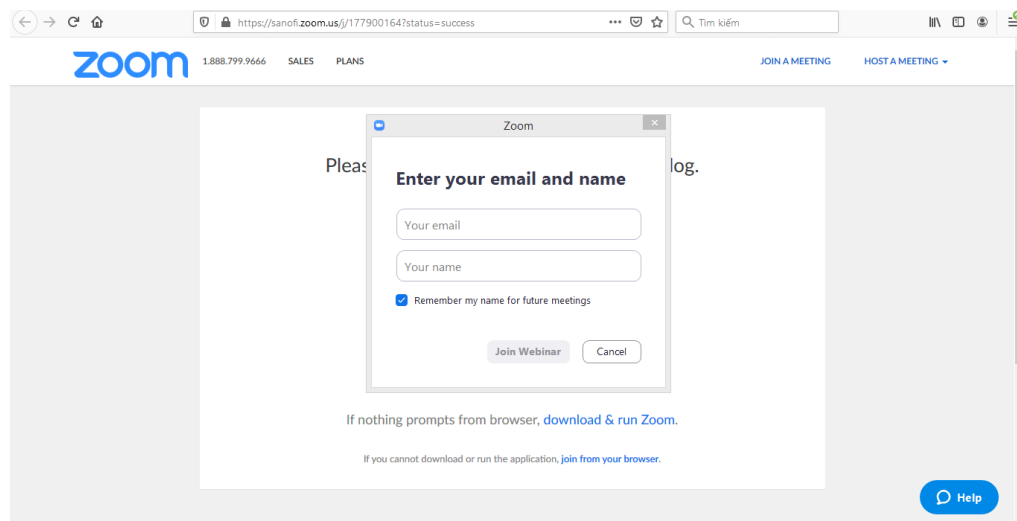 https://sanofi.zoom.us/j/177900164?status=success
Tìm kiếm
zoom
1.888.799.9666 SALES PLANS JOIN A MEETING HOST A MEETING
Zoom
log.
Enter your email and name
Your email
Your name
Remember my name for future meetings
Join Webinar Cancel
If nothing prompts from browser, download & run Zoom.
If you cannot download or run the application, join from your browser.
Help